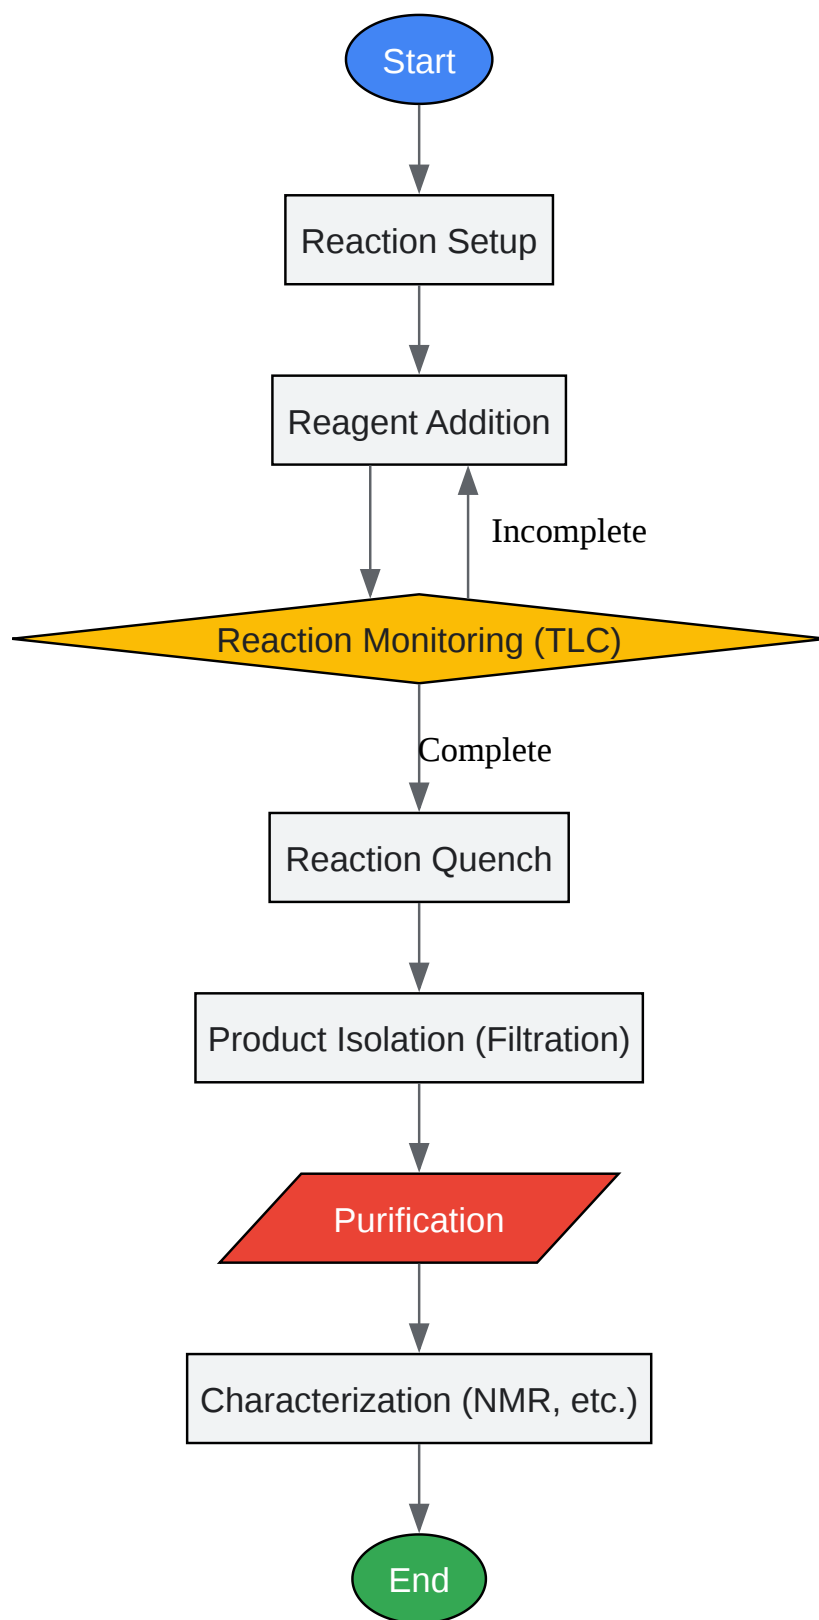 Start
Reaction Setup
Reagent Addition
Incomplete
Reaction Monitoring (TLC)
Complete
Reaction Quench
Product Isolation (Filtration)
Purification
Characterization (NMR, etc.)
End